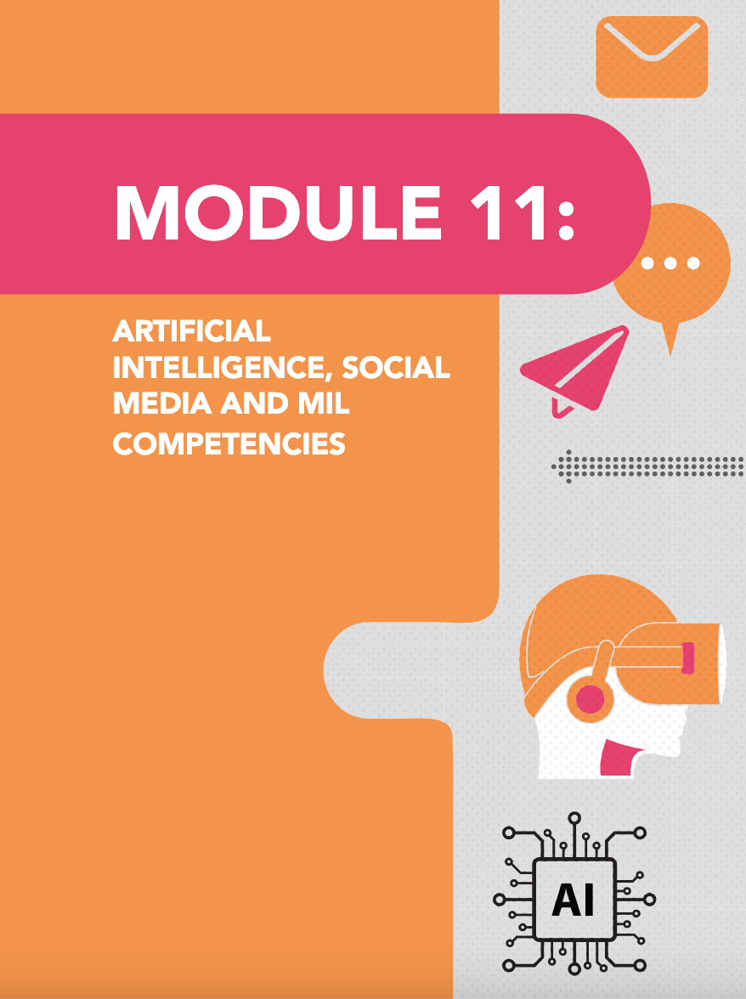 MODULE 11:
ARTIFICIAL
INTELLIGENCE, SOCIAL
MEDIA AND MIL
COMPETENCIES
AI